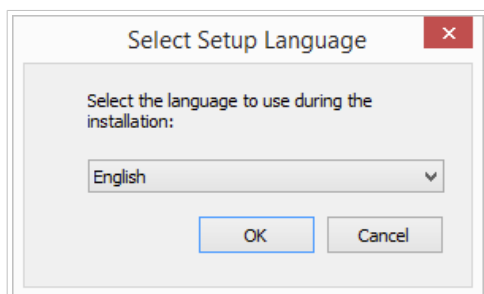 Select Setup Language
Select the language to use during the
installation:
English
OK
Cancel